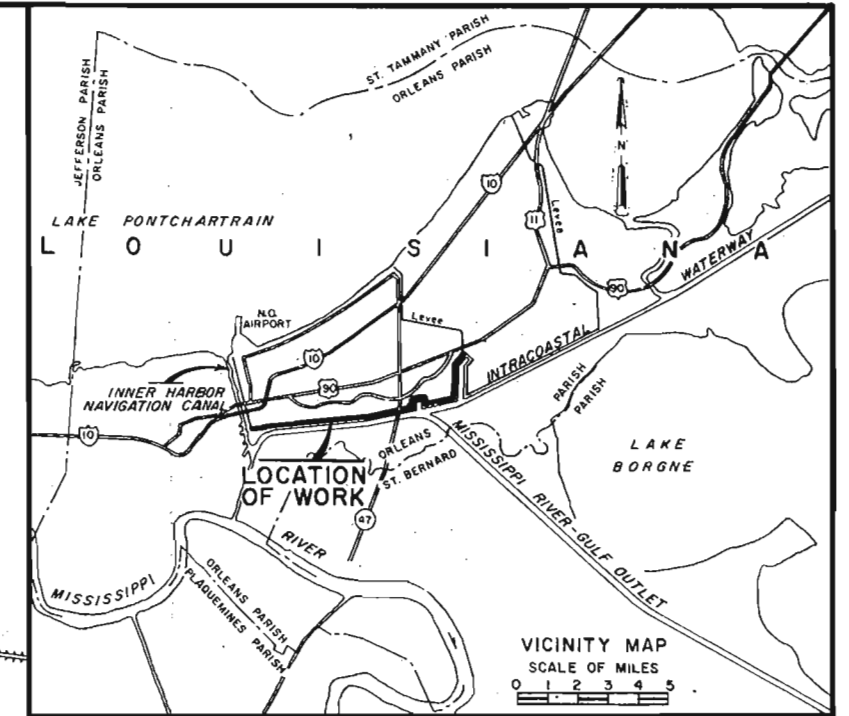 ST. TAMMANY PARISH
ORLEANS PARISH
JEFFERSON PARISH
ORLEANS PARISH
N
10
11
Levee
LAKE PONTCHARTRAIN
LOUISIANA
WATERWAY
90
N.O.
AIRPORT
Levee
10
INTRACOASTAL
90
INNER HARBOR
NAVIGATION CANAL
PARISH
PARISH
10
ORLEANS
ST. BERNARD
LAKE
BORGNE
LOCATION
OF WORK
MISSISSIPPI RIVER-GULF OUTLET
47
RIVER
MISSISSIPPI
ORLEANS PARISH
PLAQUEMINES PARISH
VICINITY MAP
SCALE OF MILES
0 1 2 3 4 5